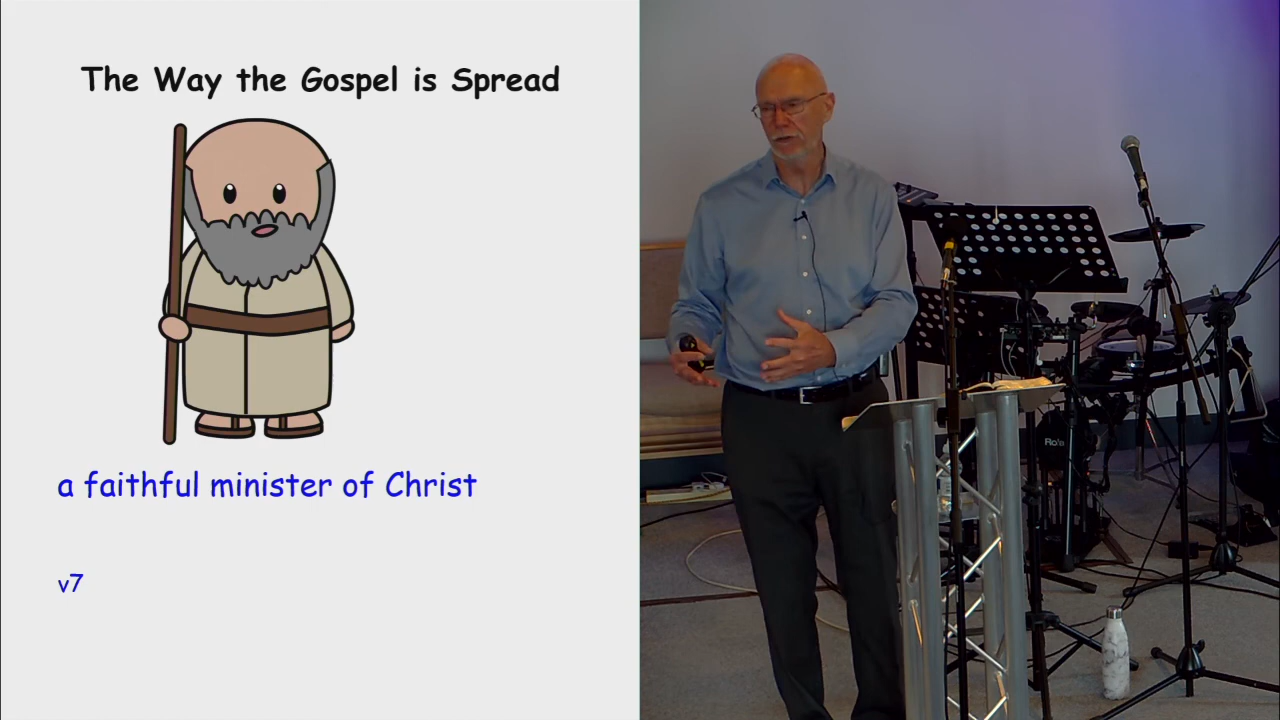 The Way the Gospel is Spread
a faithful minister of Christ
v7